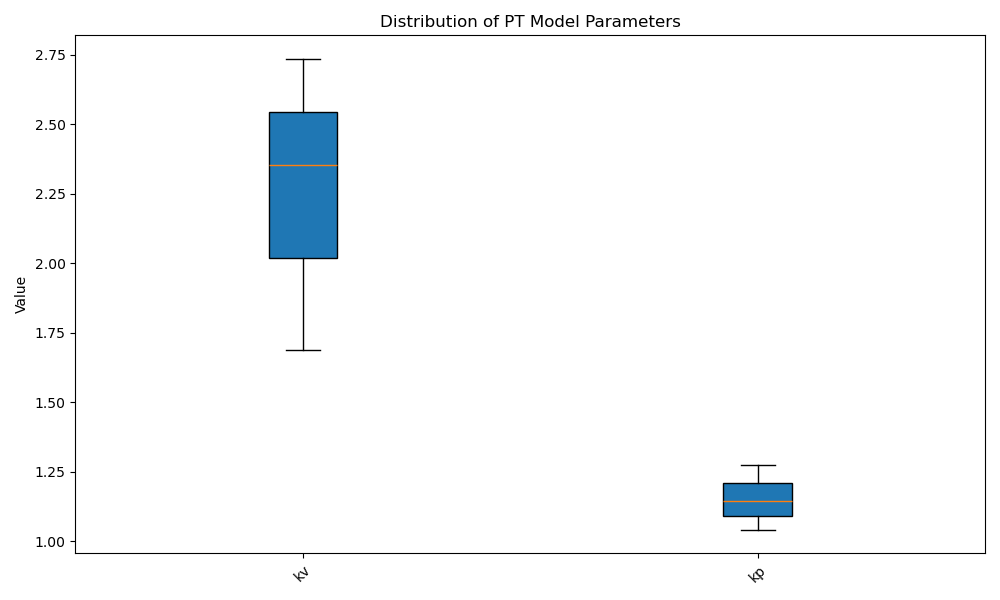 Distribution of PT Model Parameters
Value
2.75
2.50
2.25
2.00
1.75
1.50
1.25
1.00
kv
kp